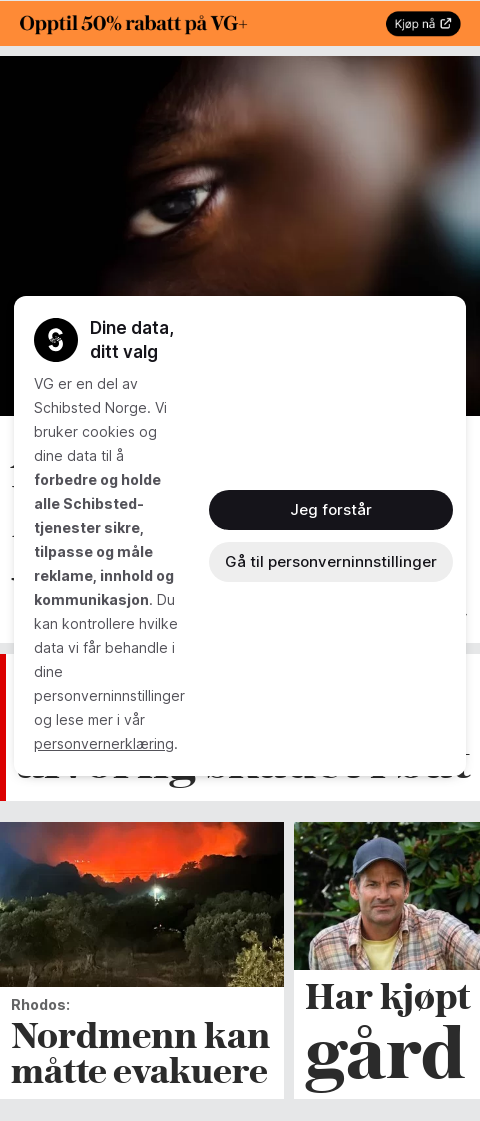 Opptil 50% rabatt på VG+
Kjøp nå
Dine data,
ditt valg
VG er en del av
Schibsted Norge. Vi
bruker cookies og
dine data til å
forbedre og holde
alle Schibsted-
tjenester sikre,
tilpasse og måle
reklame, innhold og
kommunikasjon. Du
kan kontrollere hvilke
data vi får behandle i
dine
personverninnstillinger
og lese mer i vår
personvernerklæring.
Jeg forstår
Gå til personverninnstillinger
Rhodos:
Nordmenn kan
måtte evakuere
Har kjøpt
gård